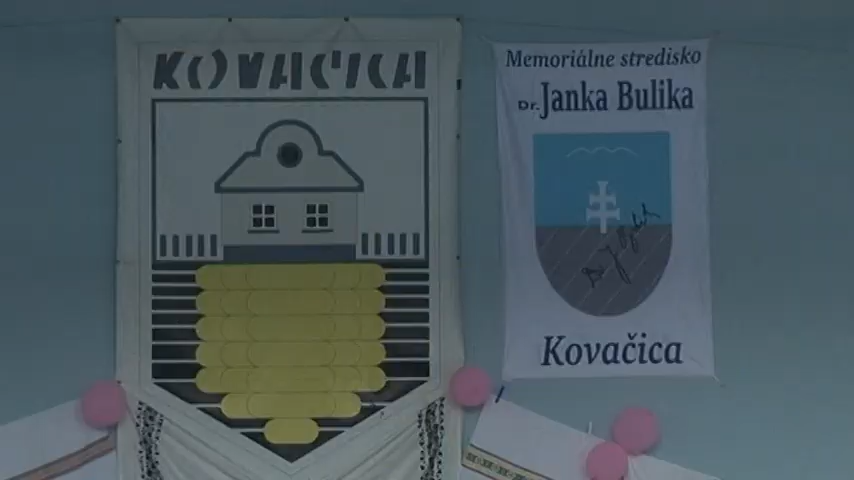 KOVAČICA
Memoriálne stredisko
Dr. Janka Bulika
Kovačica